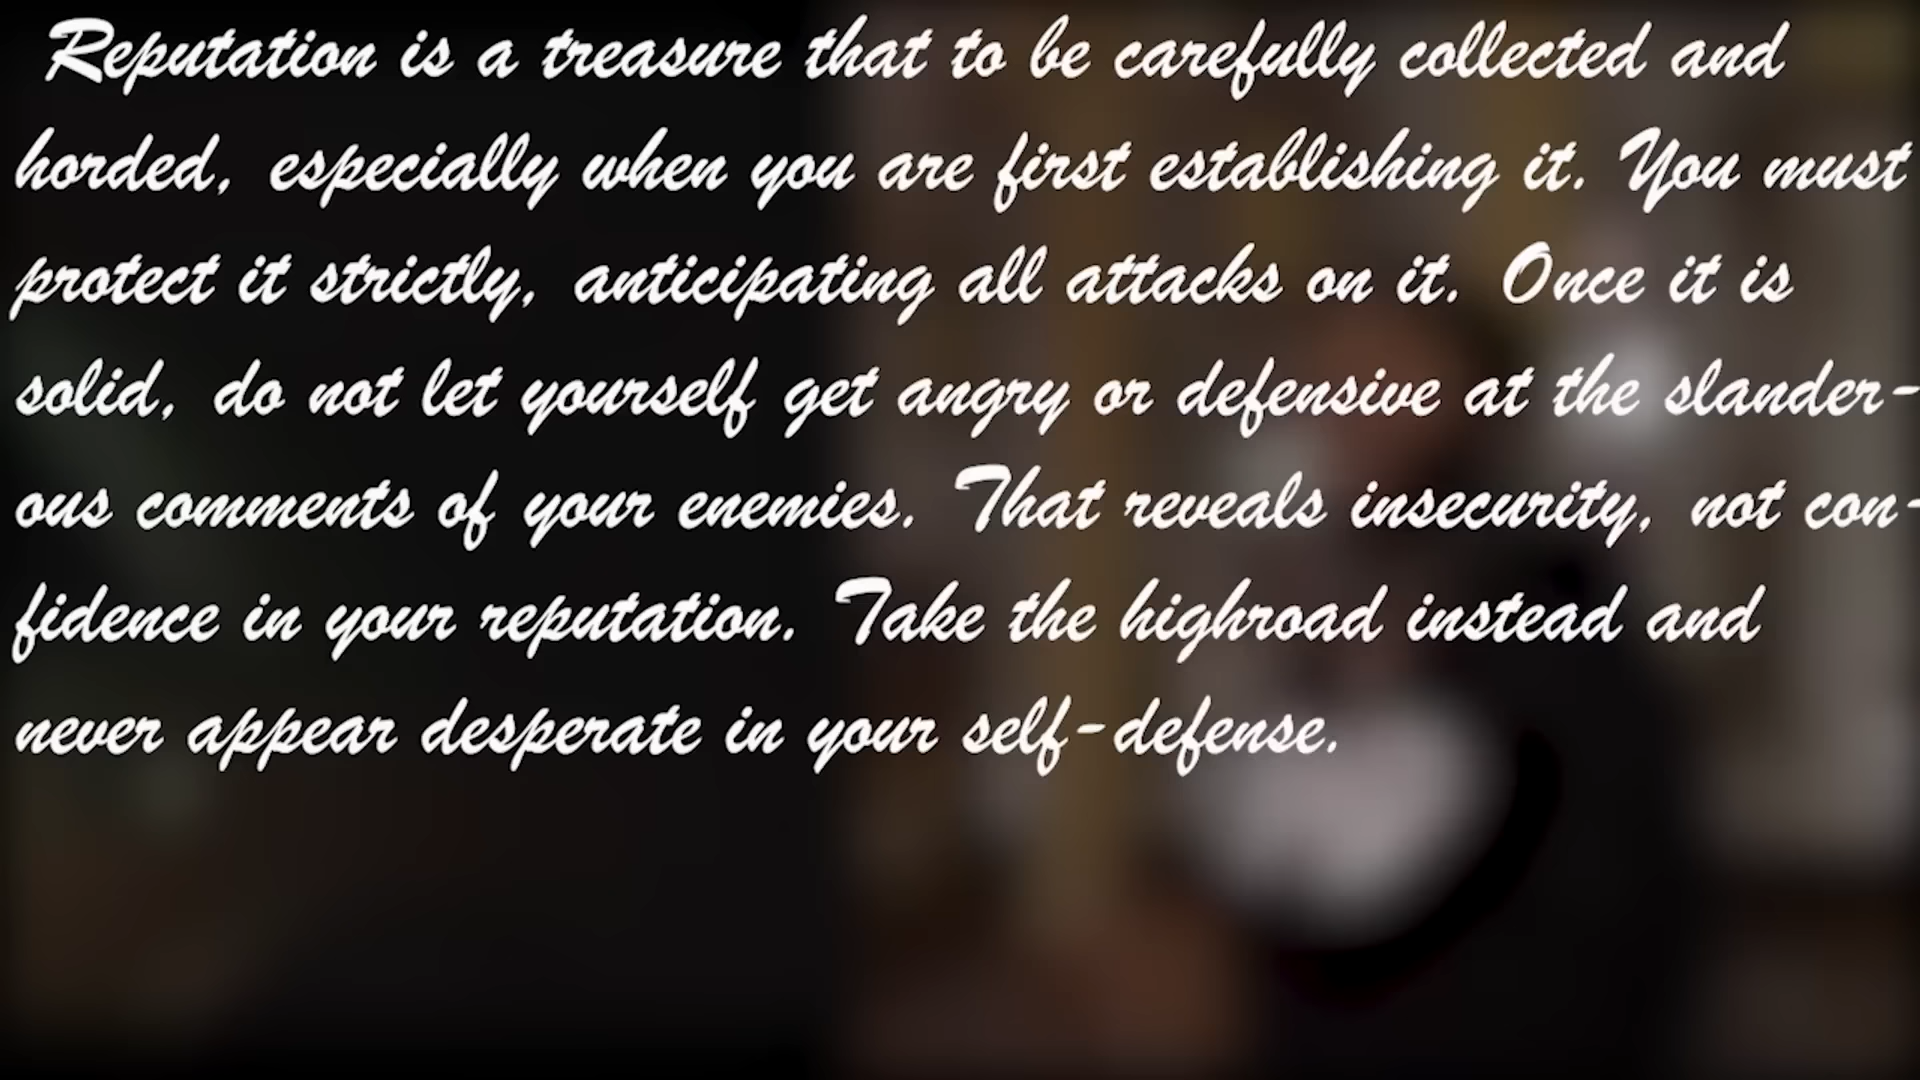 Reputation is a treasure that to be carefully collected and
horded, especially when you are first establishing it. You must
protect it strictly, anticipating all attacks on it. Once it is
solid, do not let yourself get angry or defensive at the slander-
ous comments of your enemies. That reveals insecurity, not con-
fidence in your reputation. Take the highroad instead and
never appear desperate in your self-defense.